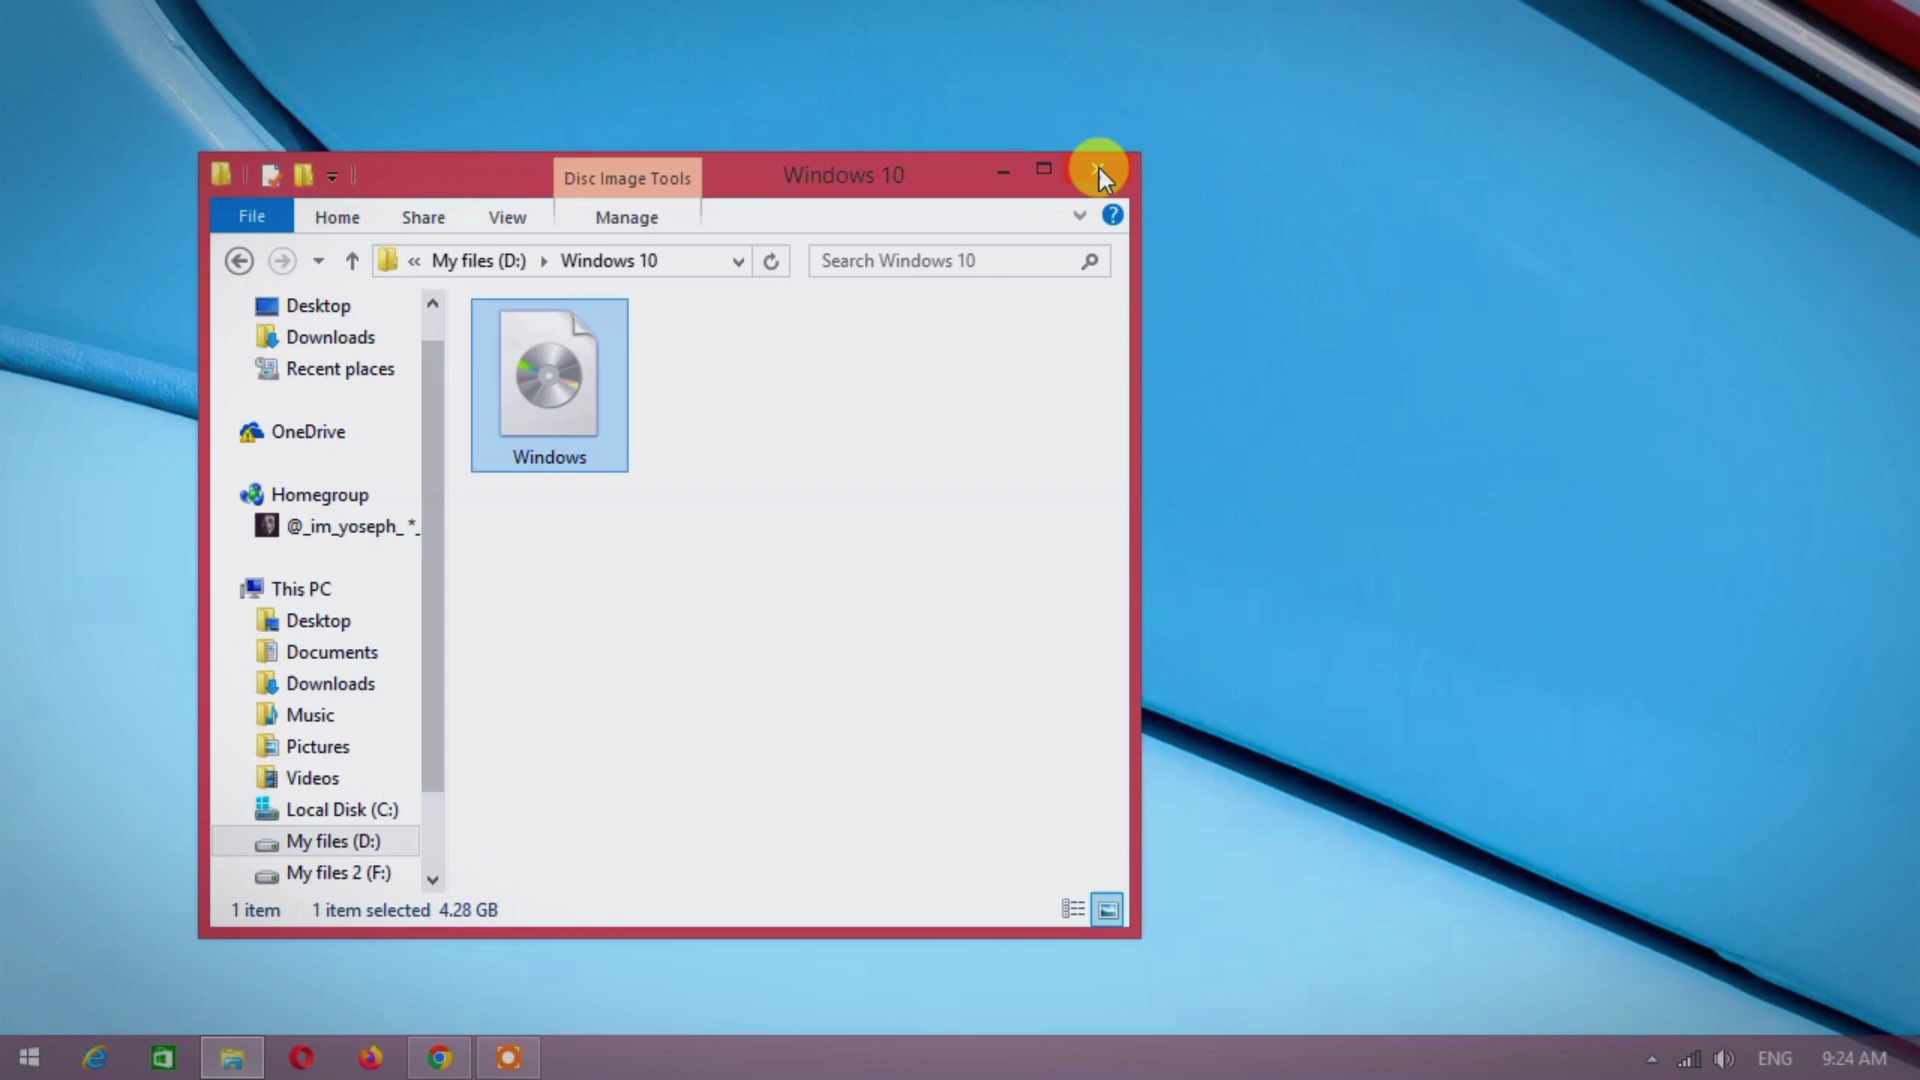 Disc Image Tools
Windows 10
File
Home
Share
View
Manage
?
« My files (D:)
Windows 10
Search Windows 10
Desktop
Downloads
Recent places
OneDrive
Homegroup
@_im_yoseph_ *_
This PC
Desktop
Documents
Downloads
Music
Pictures
Videos
Local Disk (C:)
My files (D:)
My files 2 (F:)
Windows
1 item
1 item selected 4.28 GB
ENG
9:24 AM